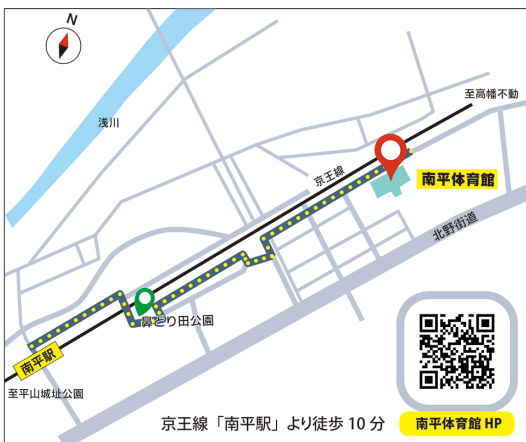 N
至高幡不動
浅川
京王線
南平体育館
北野街道
鼻とり田公園
南平駅
至平山城址公園
京王線「南平駅」より徒歩 10 分
南平体育館 HP